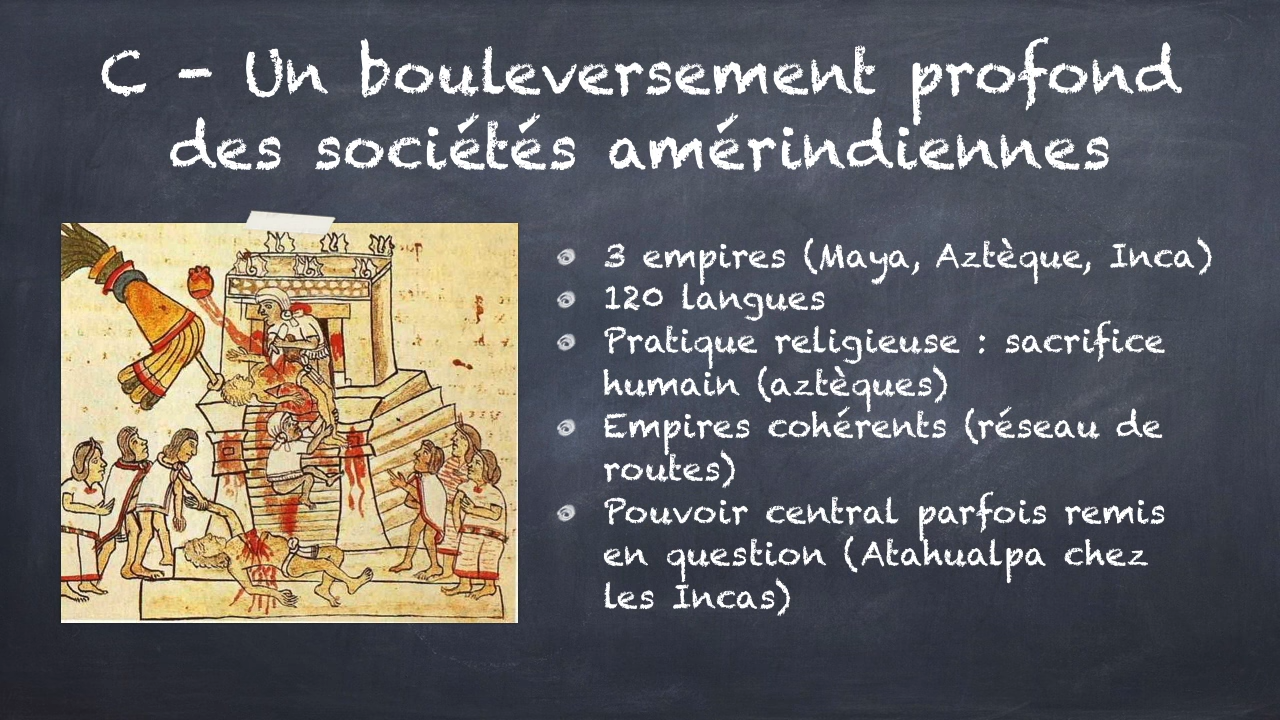 C - Un bouleversement profond
des sociétés amérindiennes
3 empires (Maya, Aztèque, Inca)
120 langues
Pratique religieuse : sacrifice
humain (aztèques)
Empires cohérents (réseau de
routes)
Pouvoir central parfois remis
en question (Atahualpa chez
les Incas)